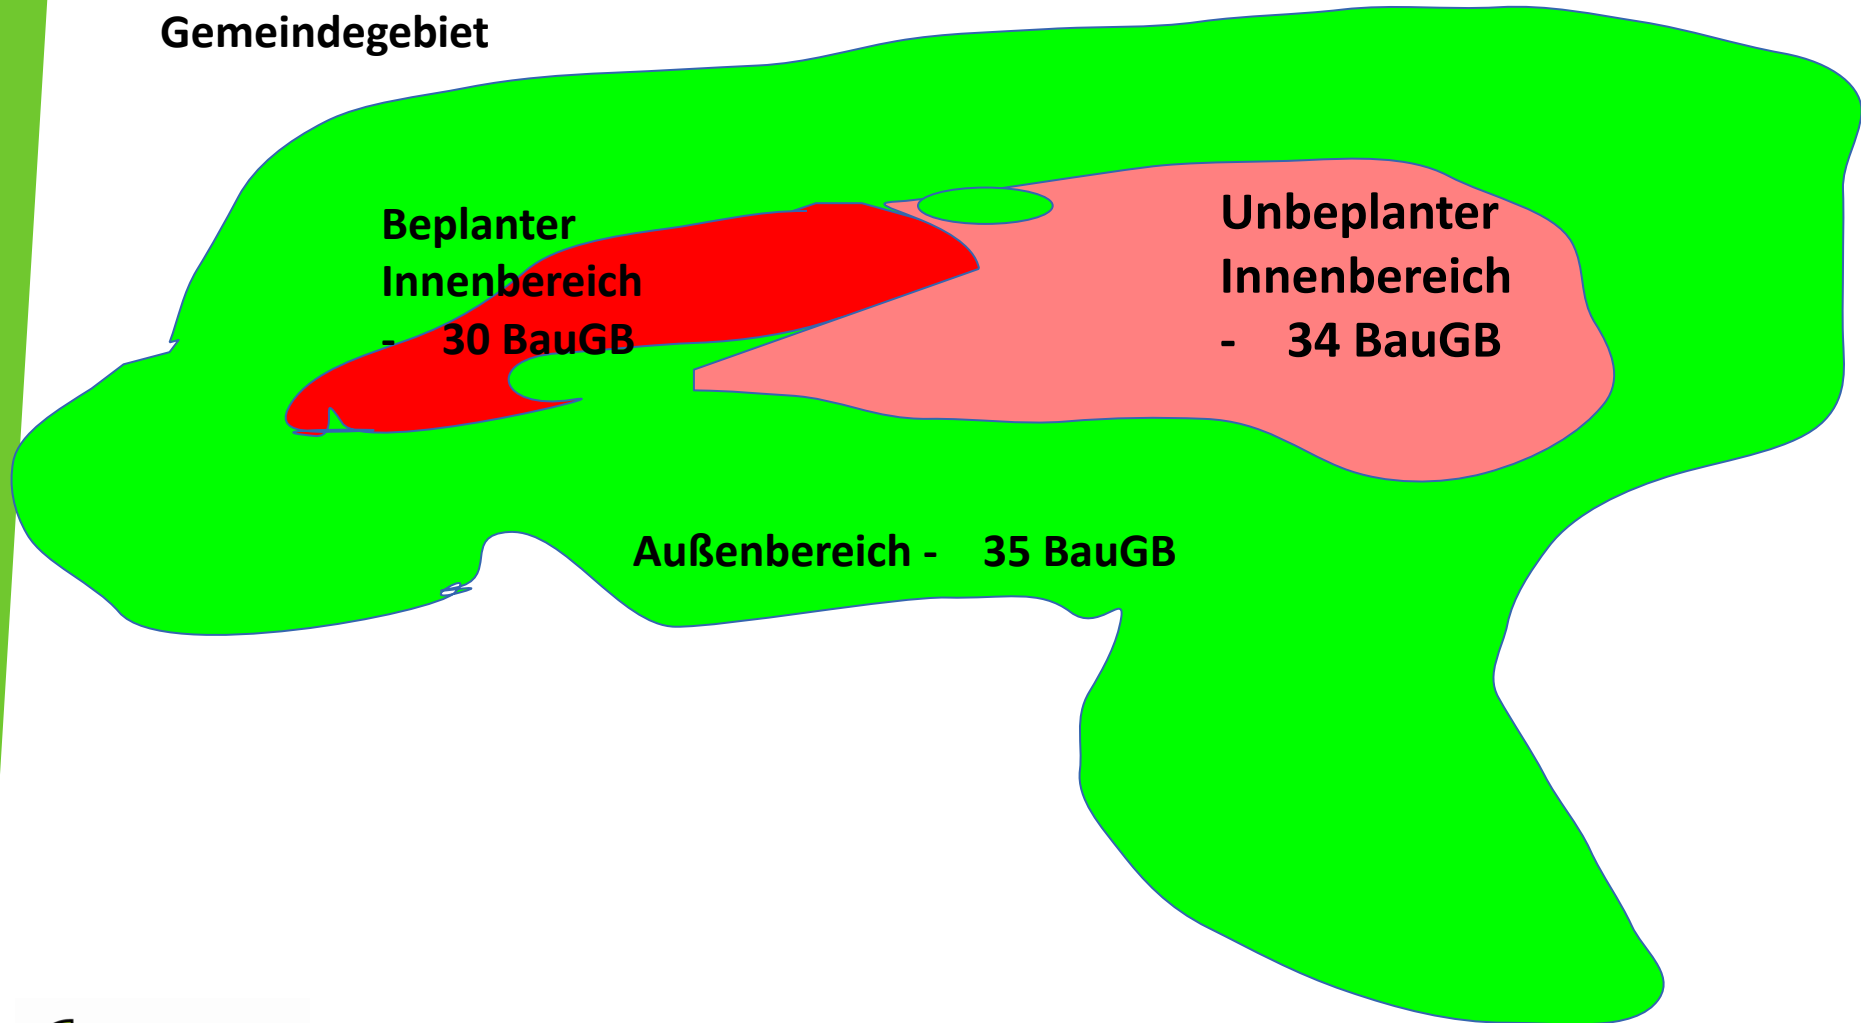 Gemeindegebiet
Beplanter
Innenbereich
- 30 BauGB
Unbeplanter
Innenbereich
- 34 BauGB
Außenbereich - 35 BauGB